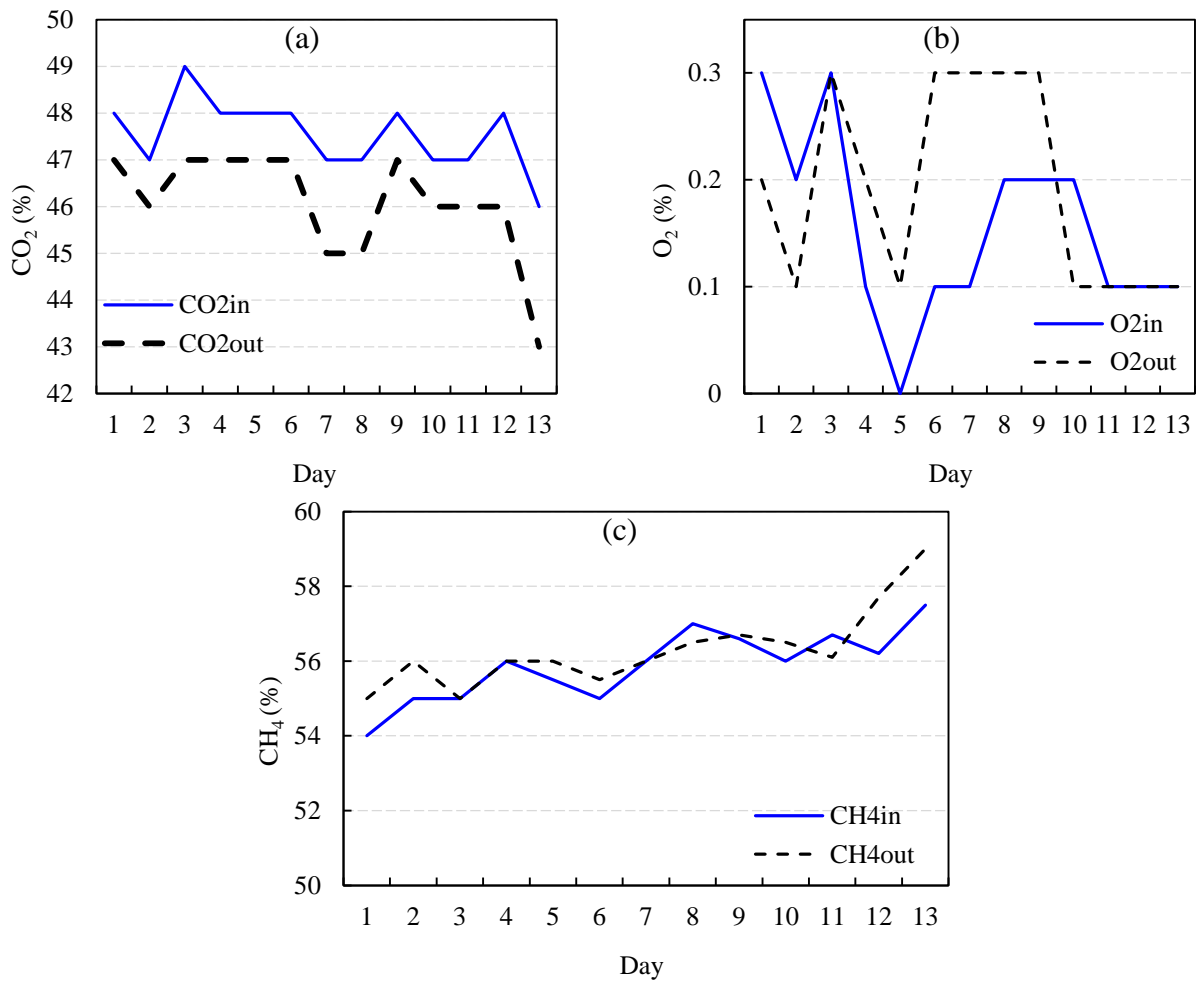 (a)
50
49
48
47
46
45
44
43
42
CO2 (%)
CO2in
CO2out
1 2 3 4 5 6 7 8 9 10 11 12 13
Day
(b)
0.3
0.2
0.1
0
O2 (%)
O2in
O2out
1 2 3 4 5 6 7 8 9 10 11 12 13
Day
(c)
60
58
56
54
52
50
CH4 (%)
CH4in
CH4out
1 2 3 4 5 6 7 8 9 10 11 12 13
Day